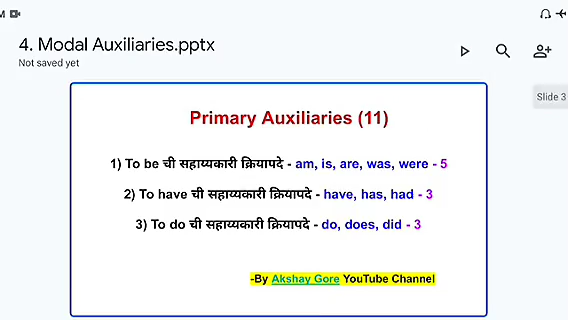 4. Modal Auxiliaries.pptx
Not saved yet
Slide 3
Primary Auxiliaries (11)
1) To be ची सहाय्यकारी क्रियापदे - am, is, are, was, were - 5
2) To have ची सहाय्यकारी क्रियापदे - have, has, had - 3
3) To do ची सहाय्यकारी क्रियापदे - do, does, did - 3
-By Akshay Gore YouTube Channel